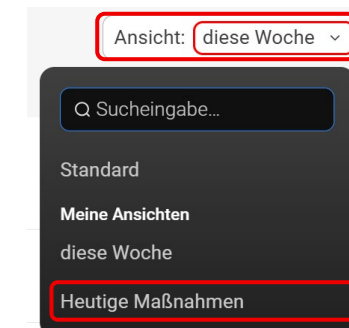 Ansicht: diese Woche
Sucheingabe...
Standard
Meine Ansichten
diese Woche
Heutige Maßnahmen